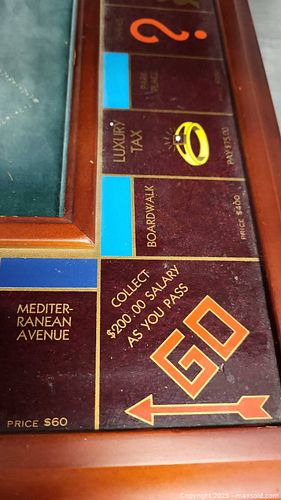 ?
PARK
PLACE
LUXURY
TAX
PAY $75.00
BOARDWALK
PRICE $400
COLLECT
$200.00 SALARY
AS YOU PASS
GO
MEDITER-
RANEAN
AVENUE
PRICE $60
Copyright 2025 - maxsold.com